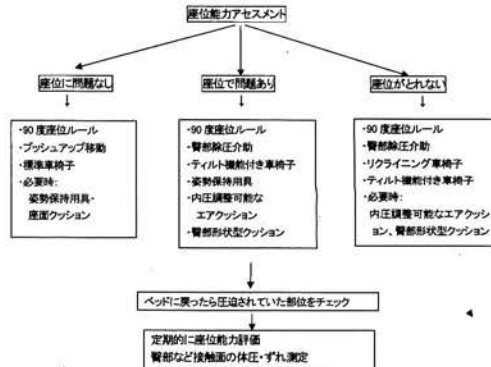 座位能力アセスメント
座位に問題なし
座位で問題あり
座位がとれない
・90度座位ルール
・プッシュアップ移動
・標準車椅子
・必要時:
姿勢保持用具・
座面クッション
・90度座位ルール
・臀部除圧介助
・ティルト機能付き車椅子
・姿勢保持用具
・内圧調整可能な
エアクッション
・臀部形状型クッション
・90度座位ルール
・臀部除圧介助
・リクライニング車椅子
・ティルト機能付き車椅子
・必要時:
内圧調整可能なエアクッシ
ョン、臀部形状型クッション
ベッドに戻ったら圧迫されていた部位をチェック
定期的に座位能力評価
臀部など接触面の体圧・ずれ測定